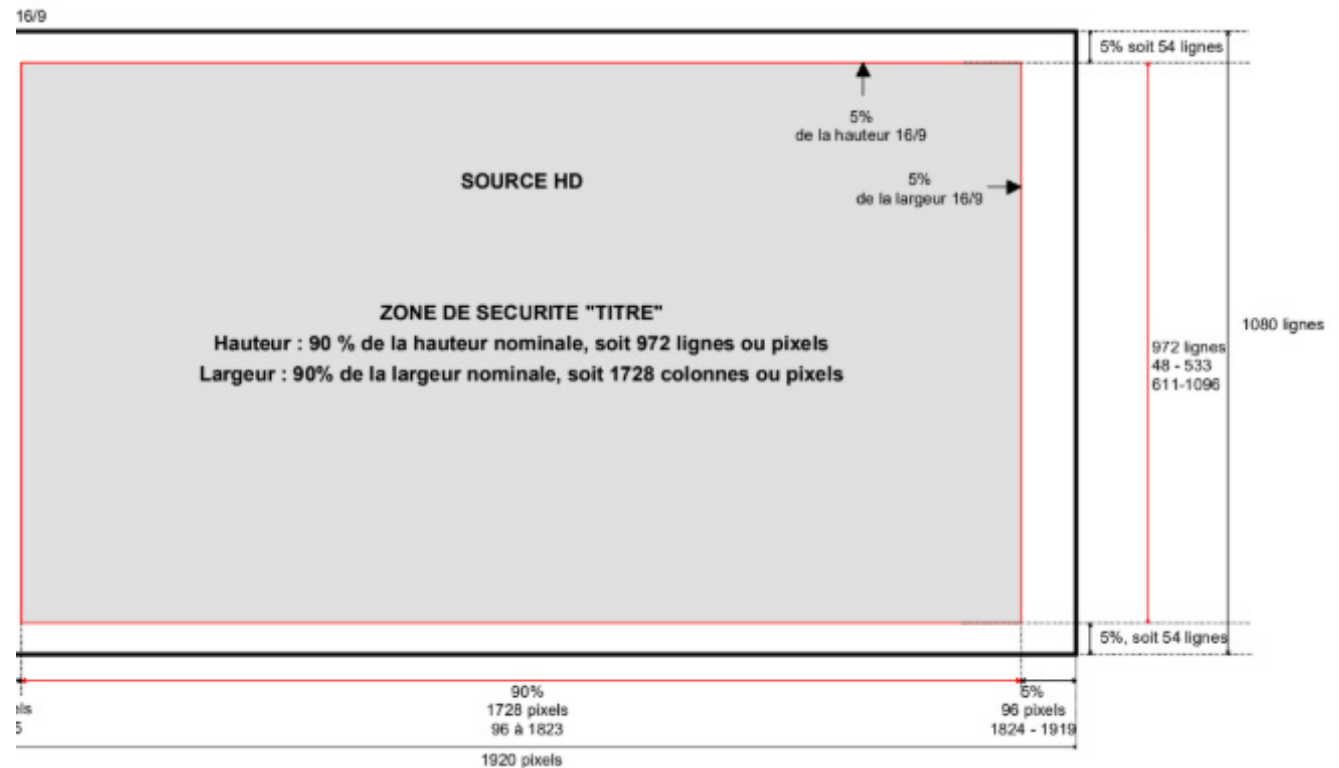 16/9
5% soit 54 lignes
5%
de la hauteur 16/9
SOURCE HD
5%
de la largeur 16/9
ZONE DE SECURITE "TITRE"
Hauteur : 90 % de la hauteur nominale, soit 972 lignes ou pixels
Largeur : 90% de la largeur nominale, soit 1728 colonnes ou pixels
1080 lignes
972 lignes
48 - 533
611-1096
5%, soit 54 lignes
90%
1728 pixels
96 à 1823
5%
96 pixels
1824 - 1919
els
5
1920 pixels